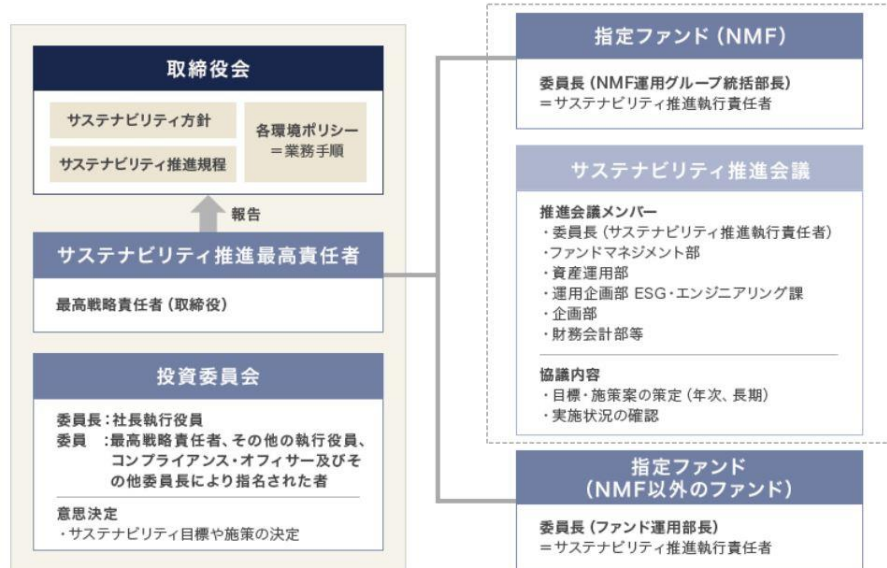 取締役会
サステナビリティ方針
サステナビリティ推進規程
各環境ポリシー
＝業務手順
報告
サステナビリティ推進最高責任者
最高戦略責任者（取締役）
投資委員会
委員長：社長執行役員
委員　：最高戦略責任者、その他の執行役員、
コンプライアンス・オフィサー及びそ
の他委員長により指名された者
意思決定
・サステナビリティ目標や施策の決定
指定ファンド（NMF）
委員長（NMF運用グループ統括部長）
＝サステナビリティ推進執行責任者
サステナビリティ推進会議
推進会議メンバー
・委員長（サステナビリティ推進執行責任者）
・ファンドマネジメント部
・資産運用部
・運用企画部 ESG・エンジニアリング課
・企画部
・財務会計部等
協議内容
・目標・施策案の策定（年次、長期）
・実施状況の確認
指定ファンド
（NMF以外のファンド）
委員長（ファンド運用部長）
＝サステナビリティ推進執行責任者